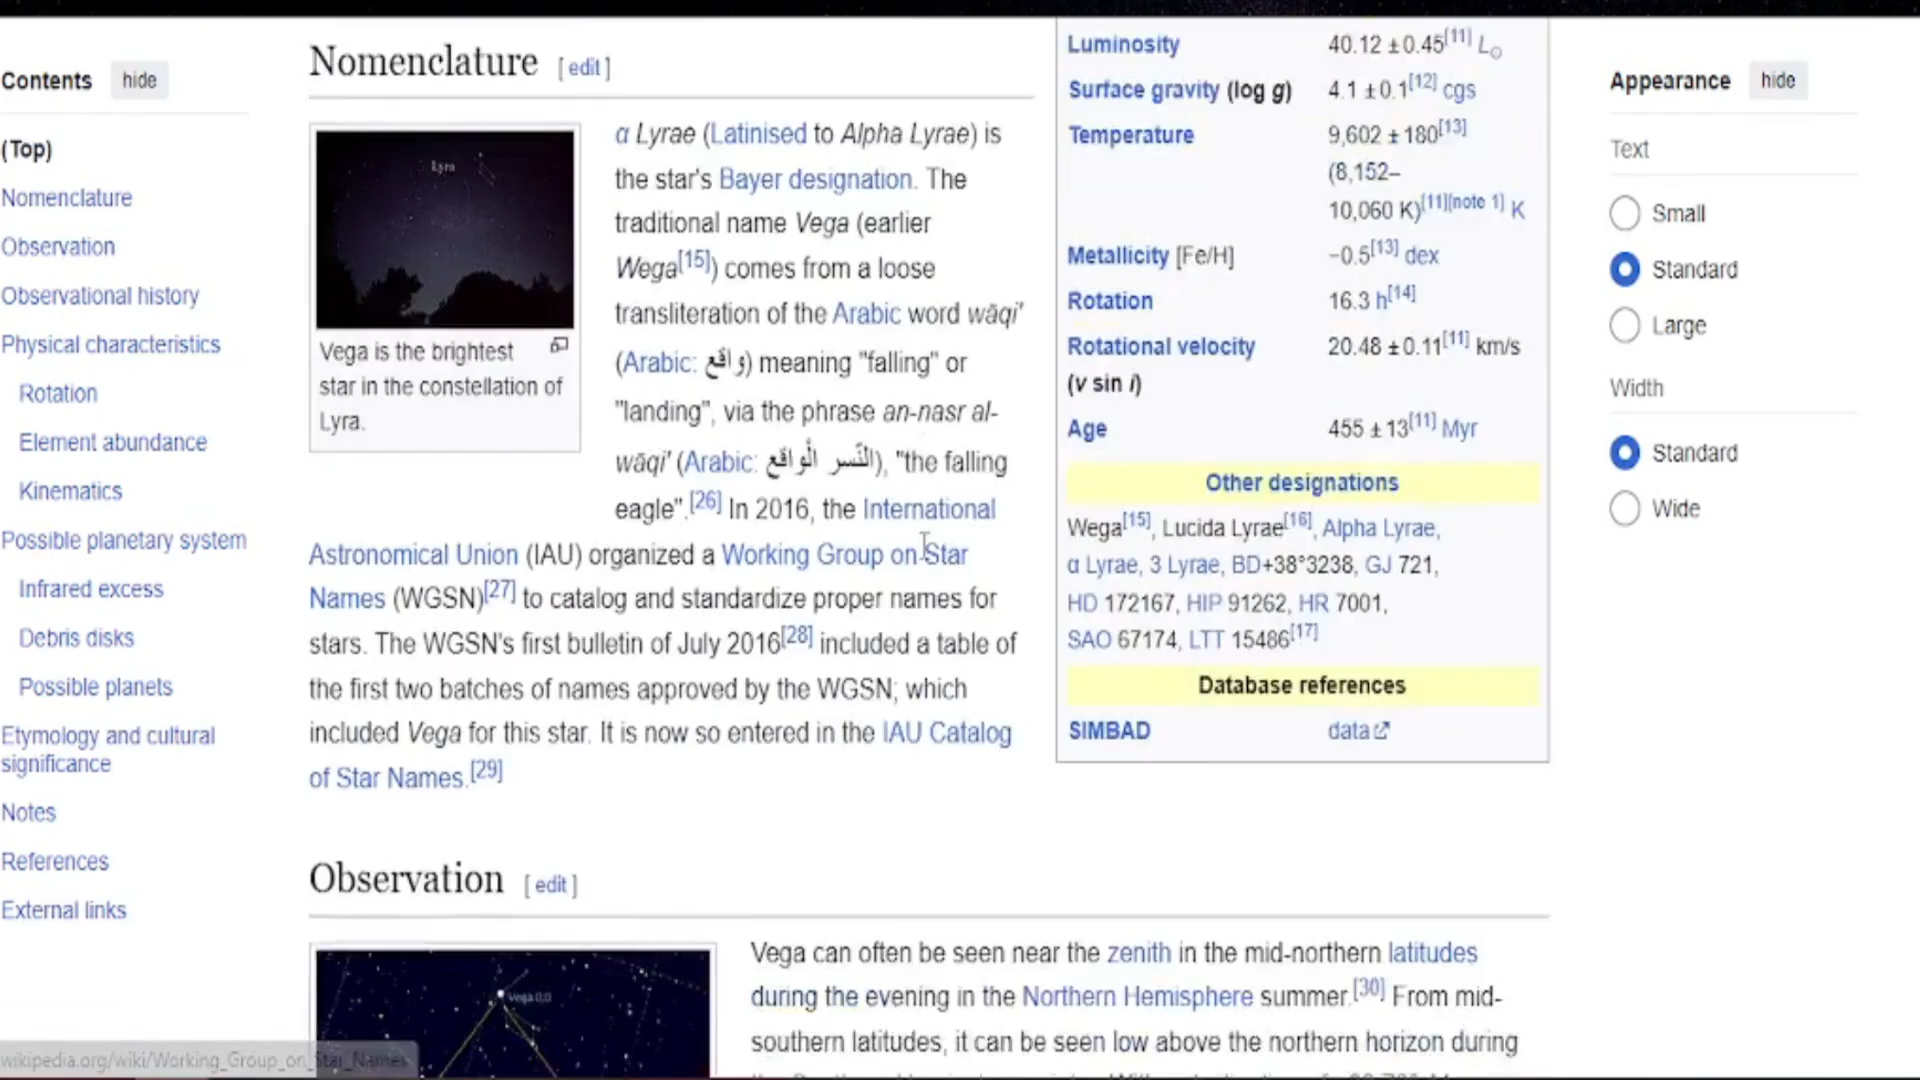 Contents hide
(Top)
Nomenclature
Observation
Observational history
Physical characteristics
Rotation
Element abundance
Kinematics
Possible planetary system
Infrared excess
Debris disks
Possible planets
Etymology and cultural
significance
Notes
References
External links
Nomenclature [ edit ]
Lyra
Vega is the brightest
star in the constellation of
Lyra.
α Lyrae (Latinised to Alpha Lyrae) is
the star's Bayer designation. The
traditional name Vega (earlier
Wega[15]) comes from a loose
transliteration of the Arabic word wāqi'
(Arabic: واقع) meaning "falling" or
"landing", via the phrase an-nasr al-
wāqi' (Arabic: النّسر الْواقع), "the falling
eagle".[26] In 2016, the International
Astronomical Union (IAU) organized a Working Group on Star
Names (WGSN)[27] to catalog and standardize proper names for
stars. The WGSN's first bulletin of July 2016[28] included a table of
the first two batches of names approved by the WGSN; which
included Vega for this star. It is now so entered in the IAU Catalog
of Star Names.[29]
Luminosity 40.12 ±0.45[11] L☉
Surface gravity (log g) 4.1 ±0.1[12] cgs
Temperature 9,602 ±180[13]
(8,152–
10,060 K)[11][note 1] K
Metallicity [Fe/H] −0.5[13] dex
Rotation 16.3 h[14]
Rotational velocity 20.48 ±0.11[11] km/s
(v sin i)
Age 455 ±13[11] Myr
Other designations
Wega[15], Lucida Lyrae[16], Alpha Lyrae,
α Lyrae, 3 Lyrae, BD+38°3238, GJ 721,
HD 172167, HIP 91262, HR 7001,
SAO 67174, LTT 15486[17]
Database references
SIMBAD data
Observation [ edit ]
Vega 0.0
Vega can often be seen near the zenith in the mid-northern latitudes
during the evening in the Northern Hemisphere summer.[30] From mid-
southern latitudes, it can be seen low above the northern horizon during
Appearance hide
Text
Small
Standard
Large
Width
Standard
Wide
wikipedia.org/wiki/Working_Group_on_Star_Names